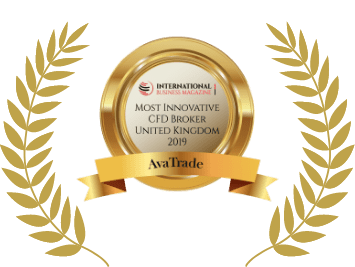 INTERNATIONAL
BUSINESS MAGAZINE
MOST INNOVATIVE
CFD BROKER
UNITED KINGDOM
2019
AvaTrade